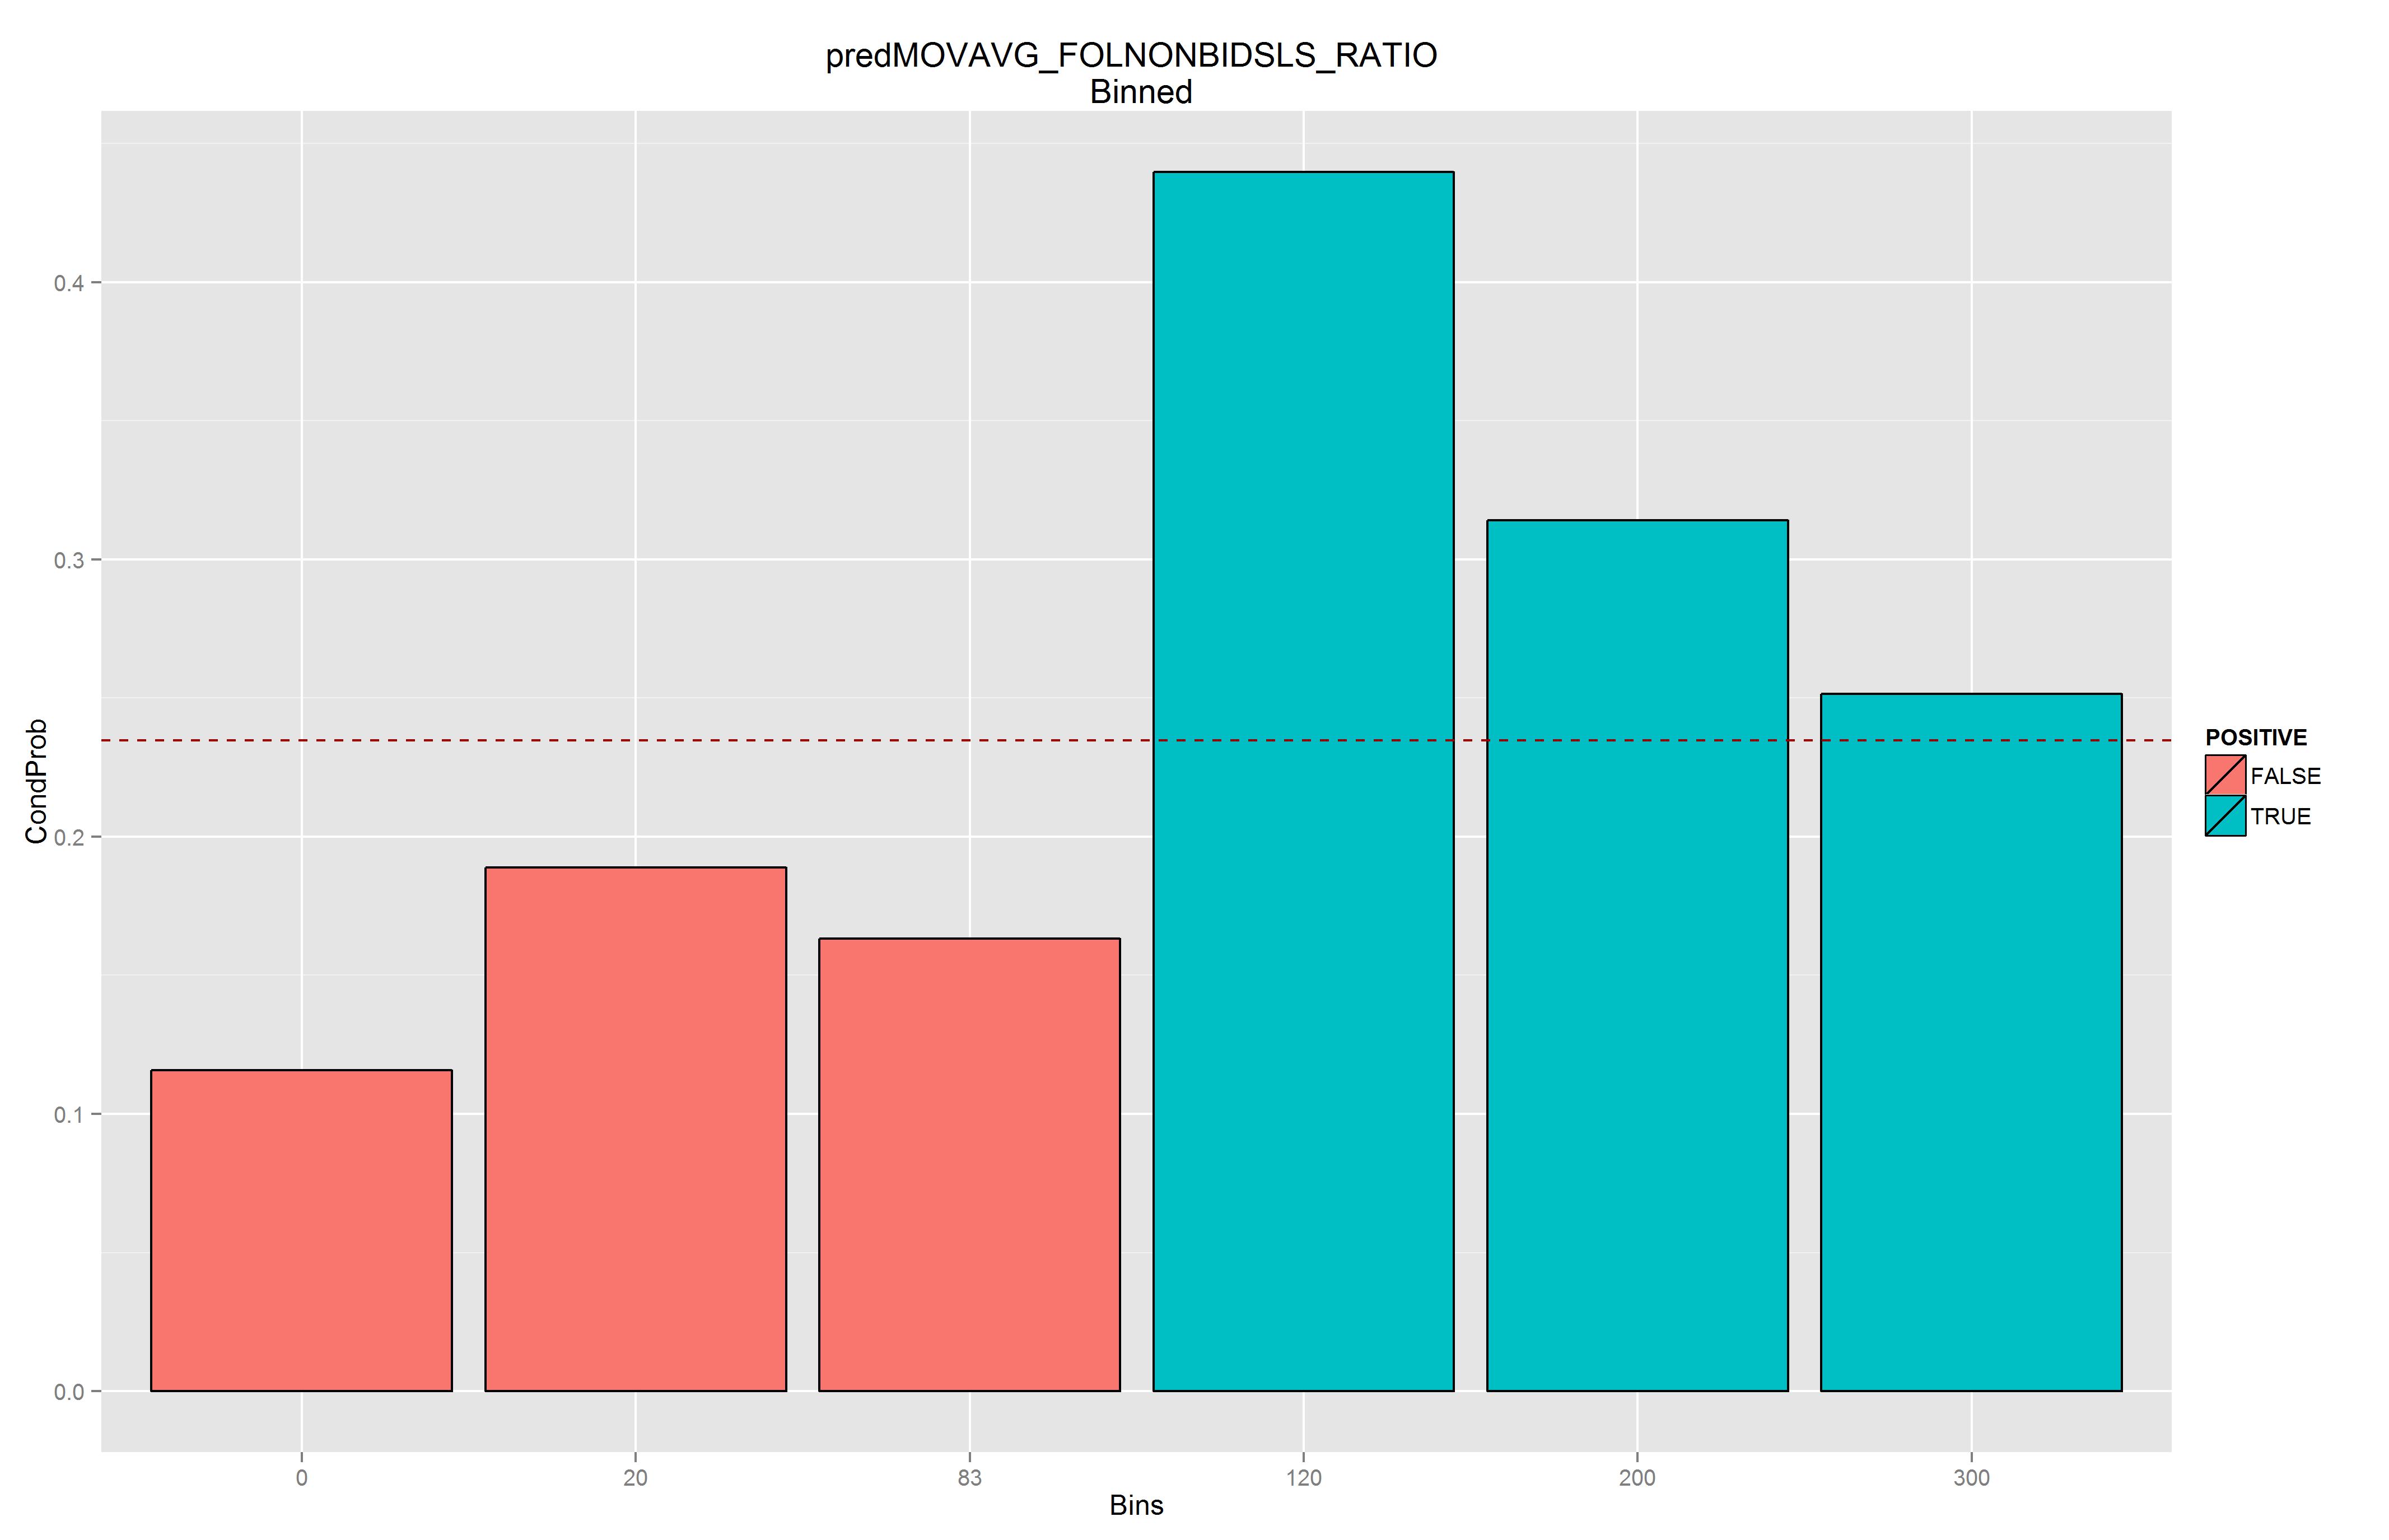 predMOVAVG_FOLNONBIDSLS_RATIO
Binned
CondProb
0.4
0.3
0.2
0.1
0.0
0
20
83
120
200
300
Bins
POSITIVE
FALSE
TRUE